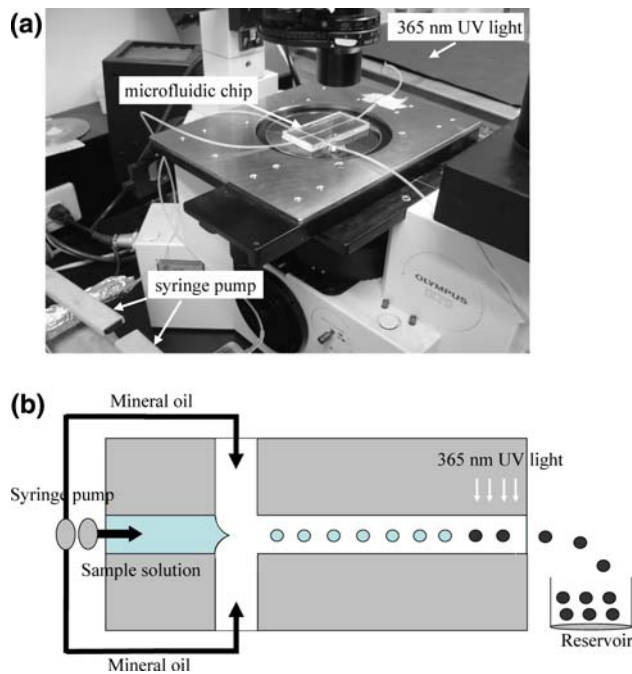 (a)
365 nm UV light
microfluidic chip
syringe pump
OLYMPUS
(b)
Mineral oil
365 nm UV light
Syringe pump
Sample solution
Mineral oil
Reservoir